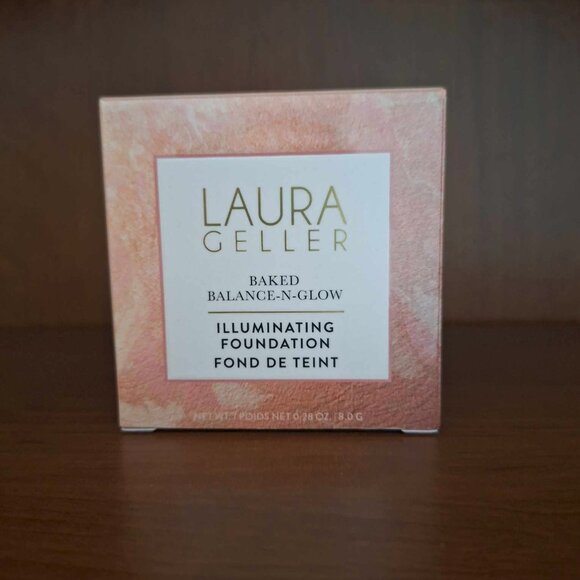 LAURA
GELLER
BAKED
BALANCE-N-GLOW
ILLUMINATING
FOUNDATION
FOND DE TEINT
NET WT. / POIDS NET 0.28 OZ. | 8.0 G